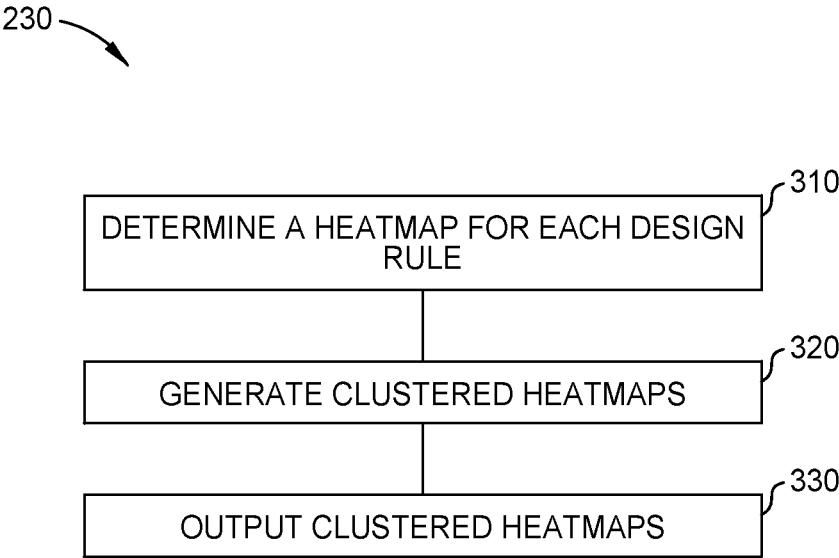 230
310
DETERMINE A HEATMAP FOR EACH DESIGN
RULE
320
GENERATE CLUSTERED HEATMAPS
330
OUTPUT CLUSTERED HEATMAPS